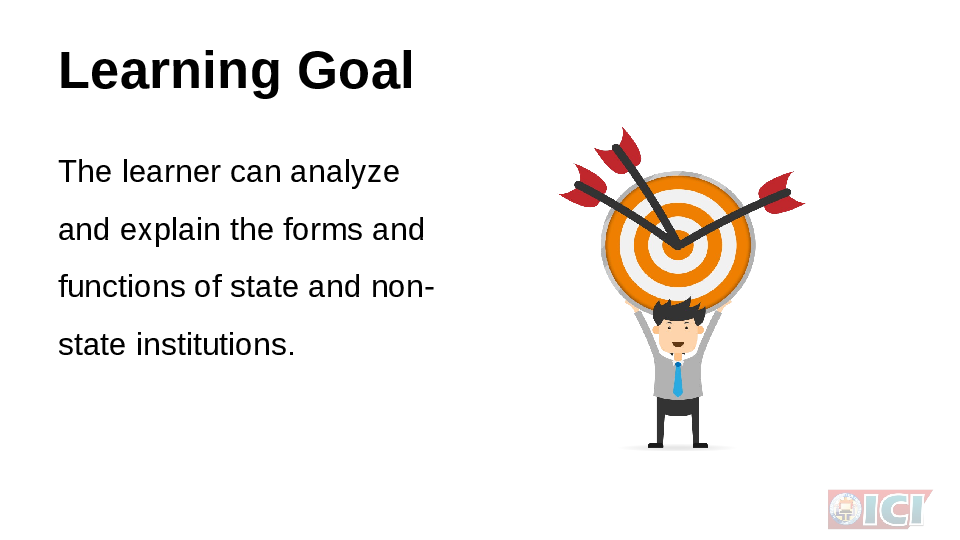 Learning Goal
The learner can analyze
and explain the forms and
functions of state and non-
state institutions.
ICI